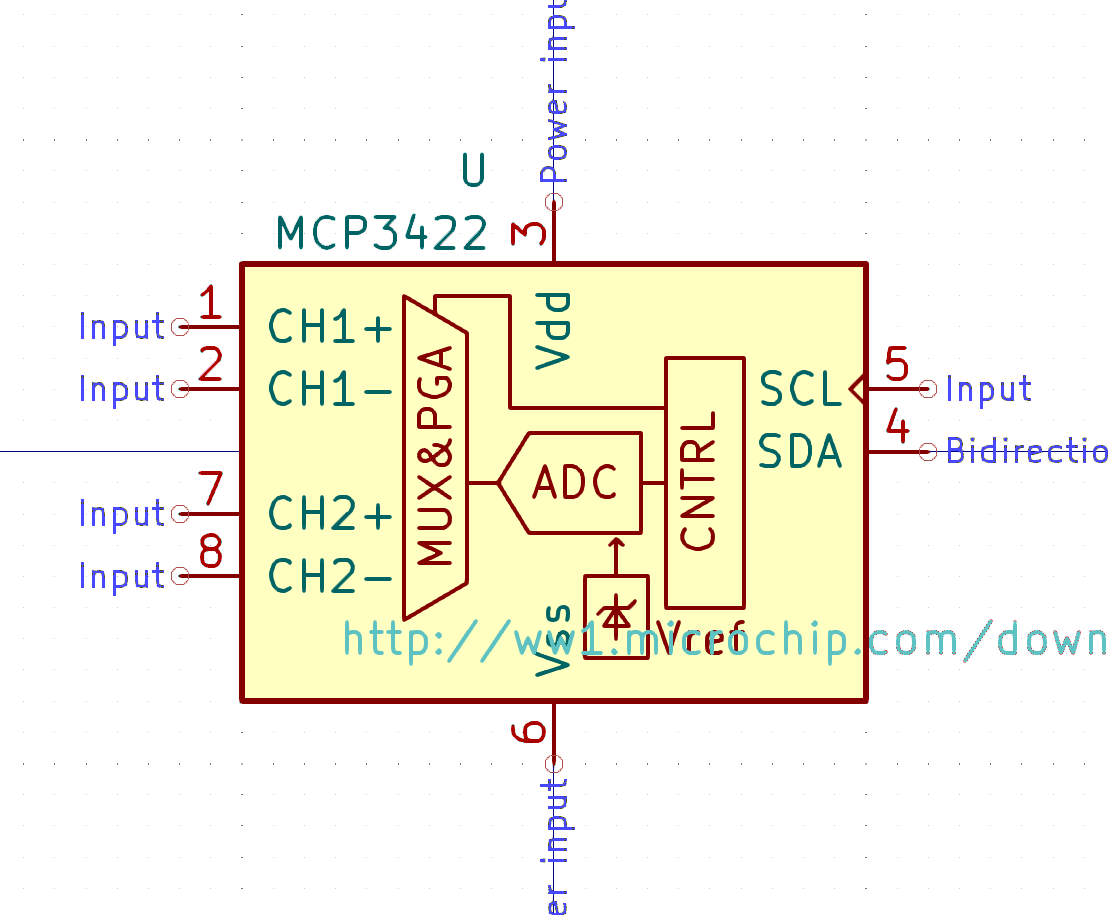 Power inpu
U
MCP3422
3
1
Input
CH1+
Vdd
2
Input
CH1-
MUX&PGA
SCL
5
Input
SDA
4
Bidirectio
ADC
CNTRL
7
Input
CH2+
8
Input
CH2-
Vss
Vref
http://ww1.microchip.com/down
6
er input